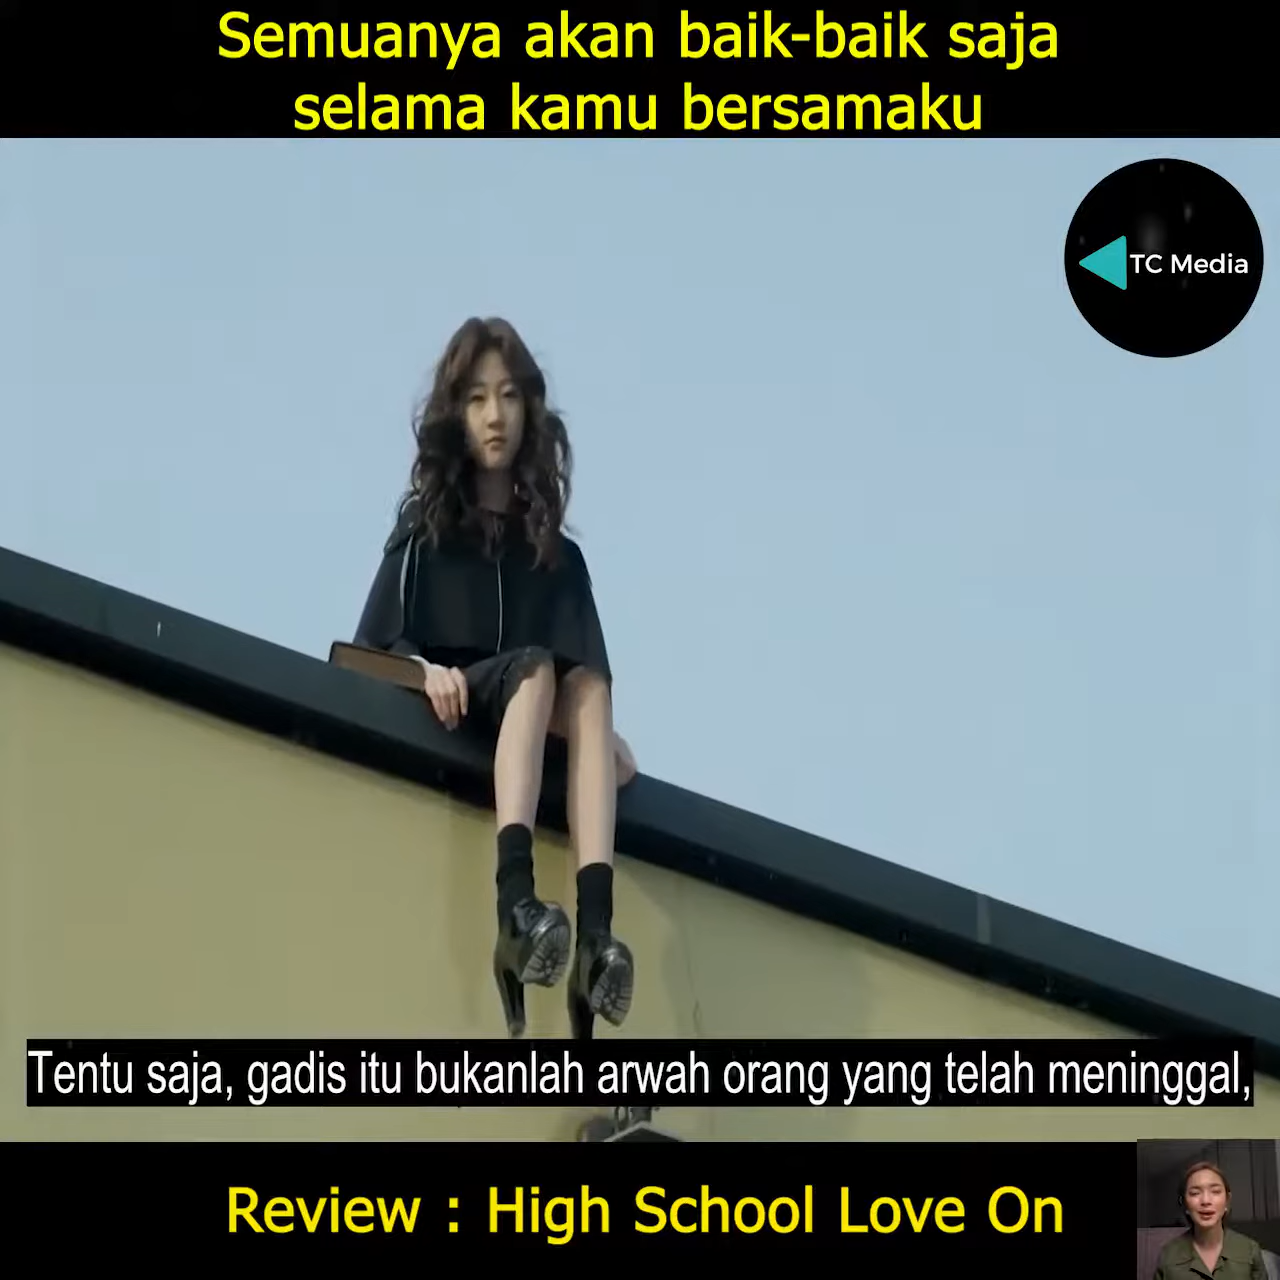 Semuanya akan baik-baik saja
selama kamu bersamaku
TC Media
Tentu saja, gadis itu bukanlah arwah orang yang telah meninggal,
Review : High School Love On